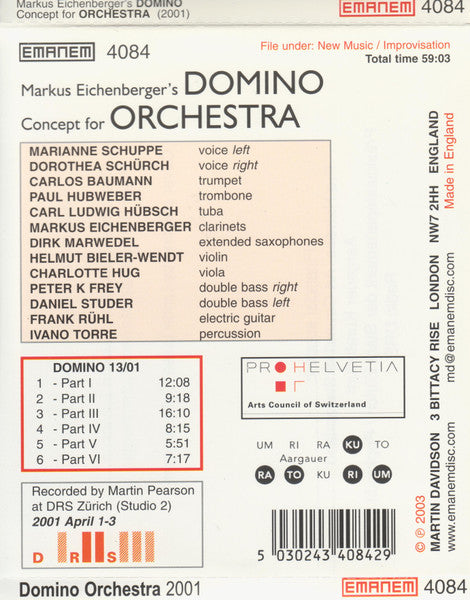 Markus Eichenberger's DOMINO
Concept for ORCHESTRA (2001)
EMANEM 4084
EMANEM 4084
File under: New Music / Improvisation
Total time 59:03
Markus Eichenberger's DOMINO
Concept for ORCHESTRA
MARIANNE SCHUPPE voice left
DOROTHEA SCHÜRCH voice right
CARLOS BAUMANN trumpet
PAUL HUBWEBER trombone
CARL LUDWIG HÜBSCH tuba
MARKUS EICHENBERGER clarinets
DIRK MARWEDEL extended saxophones
HELMUT BIELER-WENDT violin
CHARLOTTE HUG viola
PETER K FREY double bass right
DANIEL STUDER double bass left
FRANK RÜHL electric guitar
IVANO TORRE percussion
DOMINO 13/01
1 - Part I 12:08
2 - Part II 9:18
3 - Part III 16:10
4 - Part IV 8:15
5 - Part V 5:51
6 - Part VI 7:17
PROHELVETIA
Arts Council of Switzerland
UM RI RA KU TO
Aargauer
RA TO KU RI UM
Recorded by Martin Pearson
at DRS Zürich (Studio 2)
2001 April 1-3
DRS II
5 030243 408429
℗ © 2003 Made in England
MARTIN DAVIDSON 3 BITTACY RISE LONDON NW7 2HH ENGLAND
www.emanemdisc.com md@emanemdisc.com
Domino Orchestra 2001
EMANEM 4084